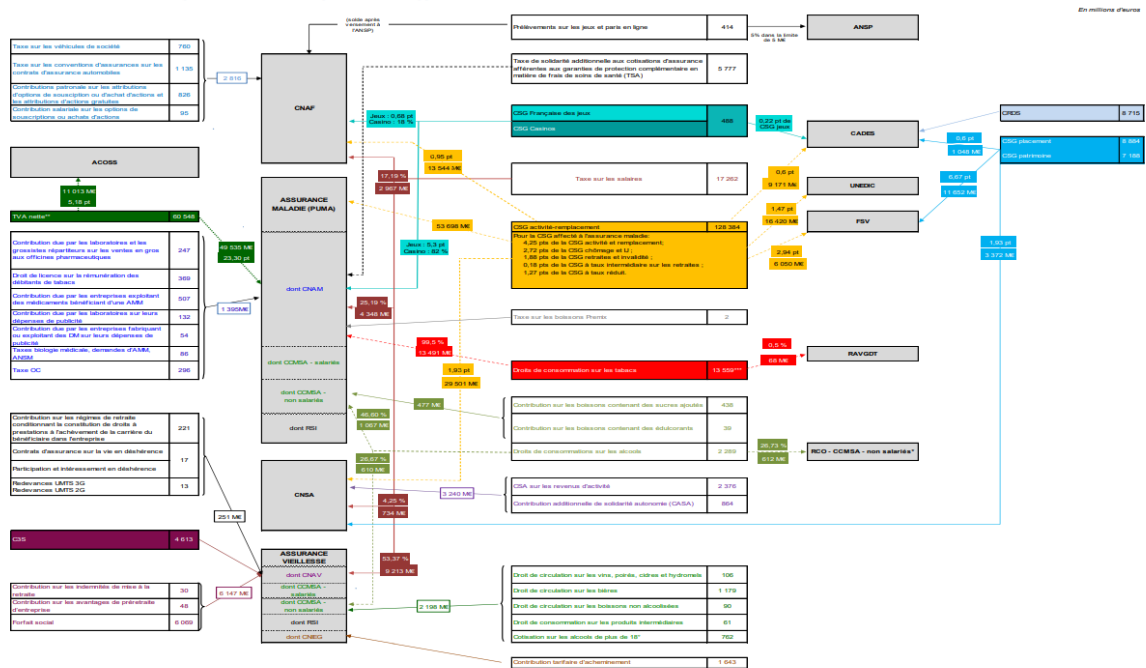 En millions d'euros
(solde après
versement à
l'ANSP)
Prélèvements sur les jeux et paris en ligne 414
ANSP
5% dans la limite
de 5 M€
Taxe sur les véhicules de société 760
Taxe sur les conventions d'assurances sur les
contrats d'assurance automobiles 1 135
Contributions patronale sur les attributions
d'options de souscription ou d'achat d'actions et
les attributions d'actions gratuites 826
Contribution salariale sur les options de
souscriptions ou achats d'actions 95
2 816
CNAF
Taxe de solidarité additionnelle aux cotisations d'assurance
afférentes aux garanties de protection complémentaire en
matière de frais de soins de santé (TSA) 5 777
Jeux : 0,68 pt
Casino : 18 %
CSG Française des jeux
CSG Casinos
488
0,22 pt de
CSG jeux
CADES
CRDS 8 715
CSG placement 8 884
CSG patrimoine 7 188
0,6 pt
1 048 M€
ACOSS
11 013 M€
5,18 pt
0,95 pt
13 544 M€
17,19 %
2 967 M€
Taxe sur les salaires 17 262
0,6 pt
9 171 M€
UNEDIC
6,67 pt
11 652 M€
ASSURANCE
MALADIE (PUMA)
TVA nette** 60 548
53 698 M€
CSG activité-remplacement 128 384
Pour la CSG affecté à l'assurance maladie:
4,25 pts de la CSG activité et remplacement;
2,72 pts de la CSG chômage et IJ ;
1,88 pts de la CSG retraites et invalidité ;
0,18 pts de la CSG à taux intermédiaire sur les retraites ;
1,27 pts de la CSG à taux réduit.
1,47 pt
16 420 M€
FSV
2,94 pt
6 050 M€
1,93 pt
3 372 M€
49 535 M€
23,30 pt
Jeux : 5,3 pt
Casino : 82 %
Contribution due par les laboratoires et les
grossistes répartiteurs sur les ventes en gros
aux officines pharmaceutiques 247
Droit de licence sur la rémunération des
débitants de tabacs 369
Contribution due par les entreprises exploitant
des médicaments bénéficiant d'une AMM 507
Contribution due par les laboratoires sur leurs
dépenses de publicité 132
Contribution due par les entreprises fabriquant
ou exploitant des DM sur leurs dépenses de
publicité 54
Taxes biologie médicale, demandes d'AMM,
ANSM 86
Taxe OC 296
1 395M€
dont CNAM
25,19 %
4 348 M€
Taxe sur les boissons Premix 2
99,5 %
13 491 M€
0,5 %
68 M€
RAVGDT
dont CCMSA - salariés
1,93 pt
29 501 M€
Droits de consommation sur les tabacs 13 559***
dont CCMSA -
non salariés
477 M€
Contribution sur les boissons contenant des sucres ajoutés 438
Contribution sur les boissons contenant des édulcorants 39
46,60 %
1 067 M€
dont RSI
Droits de consommations sur les alcools 2 289
26,73 %
612 M€
RCO - CCMSA - non salariés*
26,67 %
610 M€
Contribution sur les régimes de retraite
conditionnant la constitution de droits à
prestations à l'achèvement de la carrière du
bénéficiaire dans l'entreprise 221
Contrats d'assurance sur la vie en déshérence
Participation et intéressement en déshérence
17
Redevances UMTS 3G
Redevances UMTS 2G
13
251 M€
CNSA
3 240 M€
CSA sur les revenus d'activité 2 376
Contribution additionnelle de solidarité autonomie (CASA) 864
4,25 %
734 M€
C3S 4 613
53,37 %
9 213 M€
ASSURANCE
VIEILLESSE
dont CNAV
dont CCMSA -
salariés
dont CCMSA -
non salariés
dont RSI
dont CNIEG
Contribution sur les indemnités de mise à la
retraite 30
Contribution sur les avantages de préretraite
d'entreprise 48
Forfait social 6 069
6 147 M€
2 198 M€
Droit de circulation sur les vins, poirés, cidres et hydromels 106
Droit de circulation sur les bières 1 179
Droit de circulation sur les boissons non alcoolisées 90
Droit de consommation sur les produits intermédiaires 61
Cotisation sur les alcools de plus de 18° 762
Contribution tarifaire d'acheminement 1 643